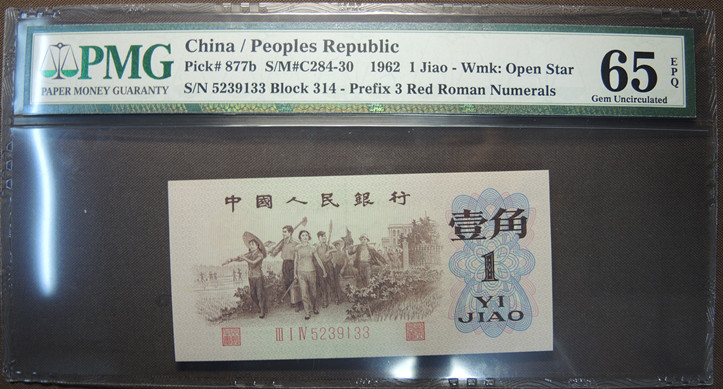 PMG
PAPER MONEY GUARANTY
China / Peoples Republic
Pick# 877b S/M#C284-30 1962 1 Jiao - Wmk: Open Star
S/N 5239133 Block 314 - Prefix 3 Red Roman Numerals
65 EPQ
Gem Uncirculated
中國人民銀行
壹角
1
YI
JIAO
III I IV 5239133